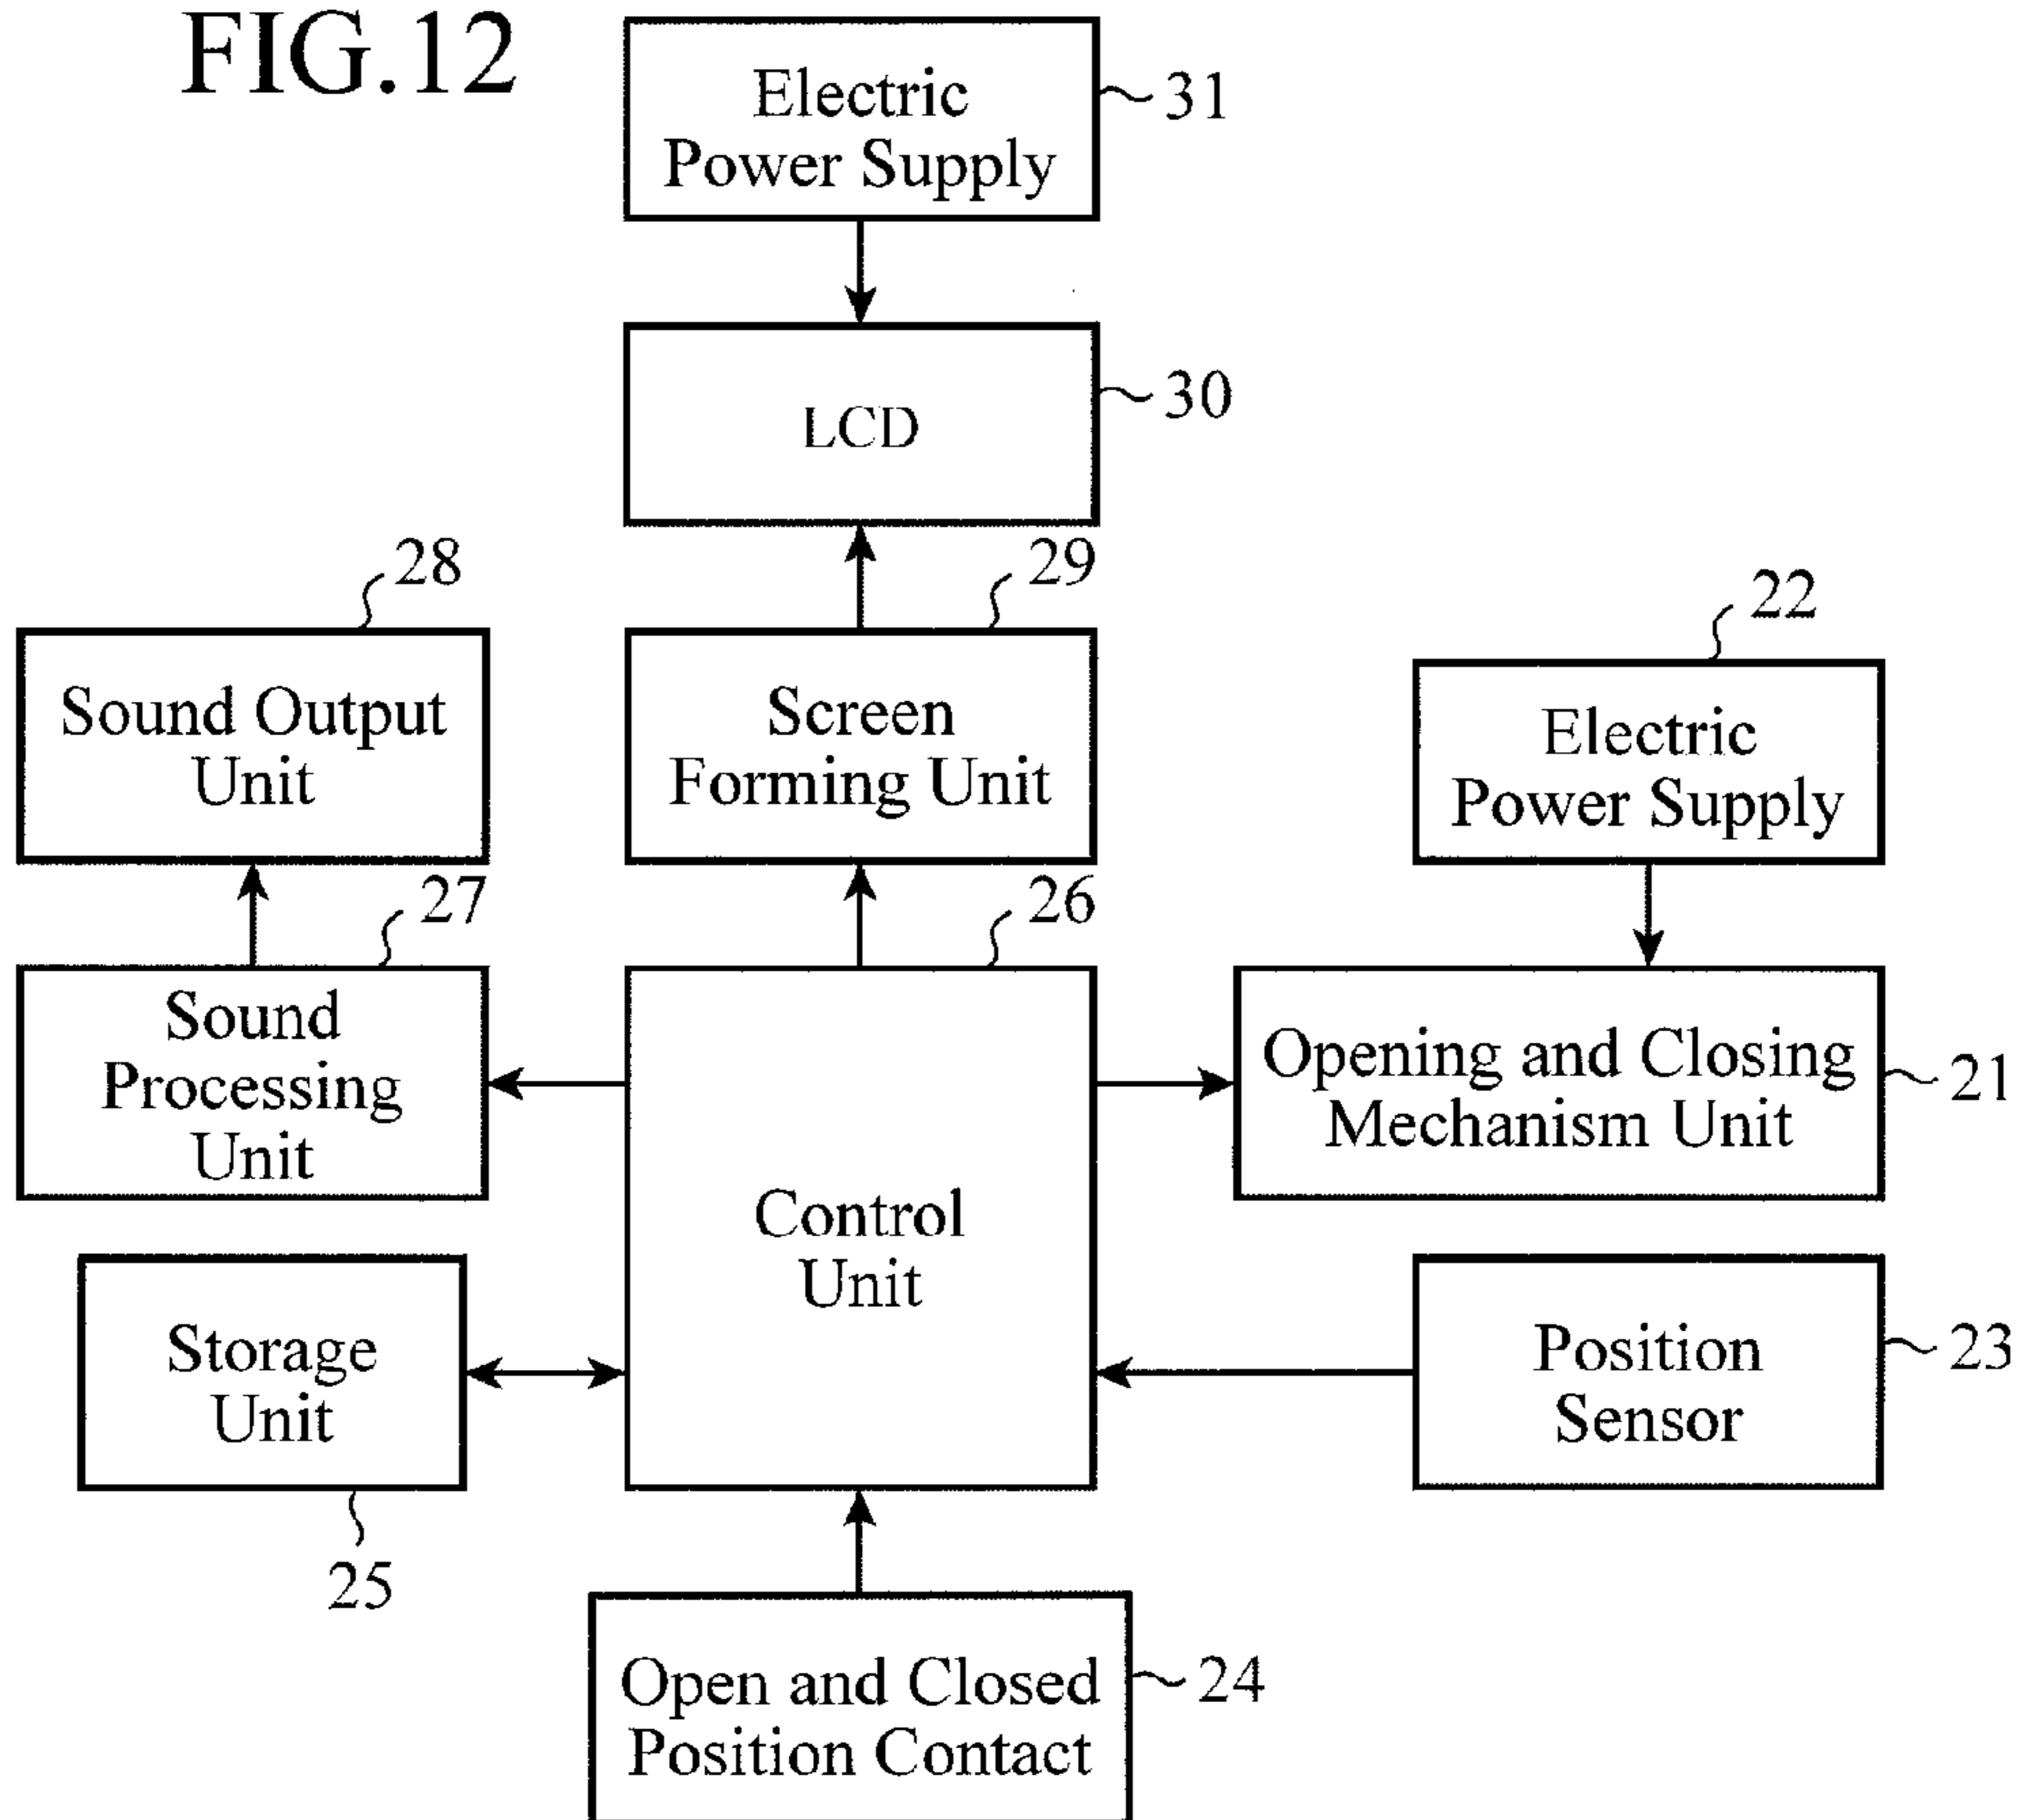 FIG.12
Electric
Power Supply
31
LCD
30
28
29
22
Sound Output
Unit
Screen
Forming Unit
Electric
Power Supply
27
26
Sound
Processing
Unit
Opening and Closing
Mechanism Unit
21
Control
Unit
Storage
Unit
Position
Sensor
23
25
Open and Closed
Position Contact
24